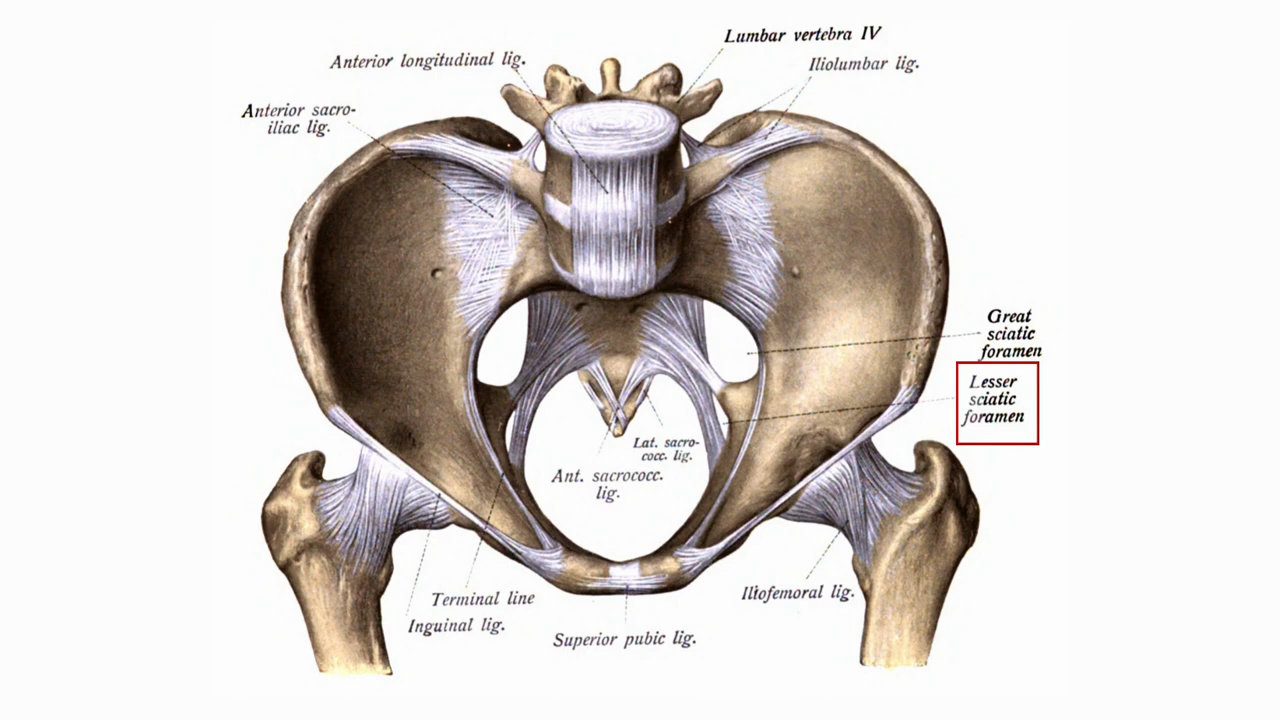 Lumbar vertebra IV
Anterior longitudinal lig.
Iliolumbar lig.
Anterior sacro-
iliac lig.
Great
sciatic
foramen
Lesser
sciatic
foramen
Lat. sacro-
cocc. lig.
Ant. sacrococc.
lig.
Terminal line
Inguinal lig.
Iliofemoral lig.
Superior pubic lig.